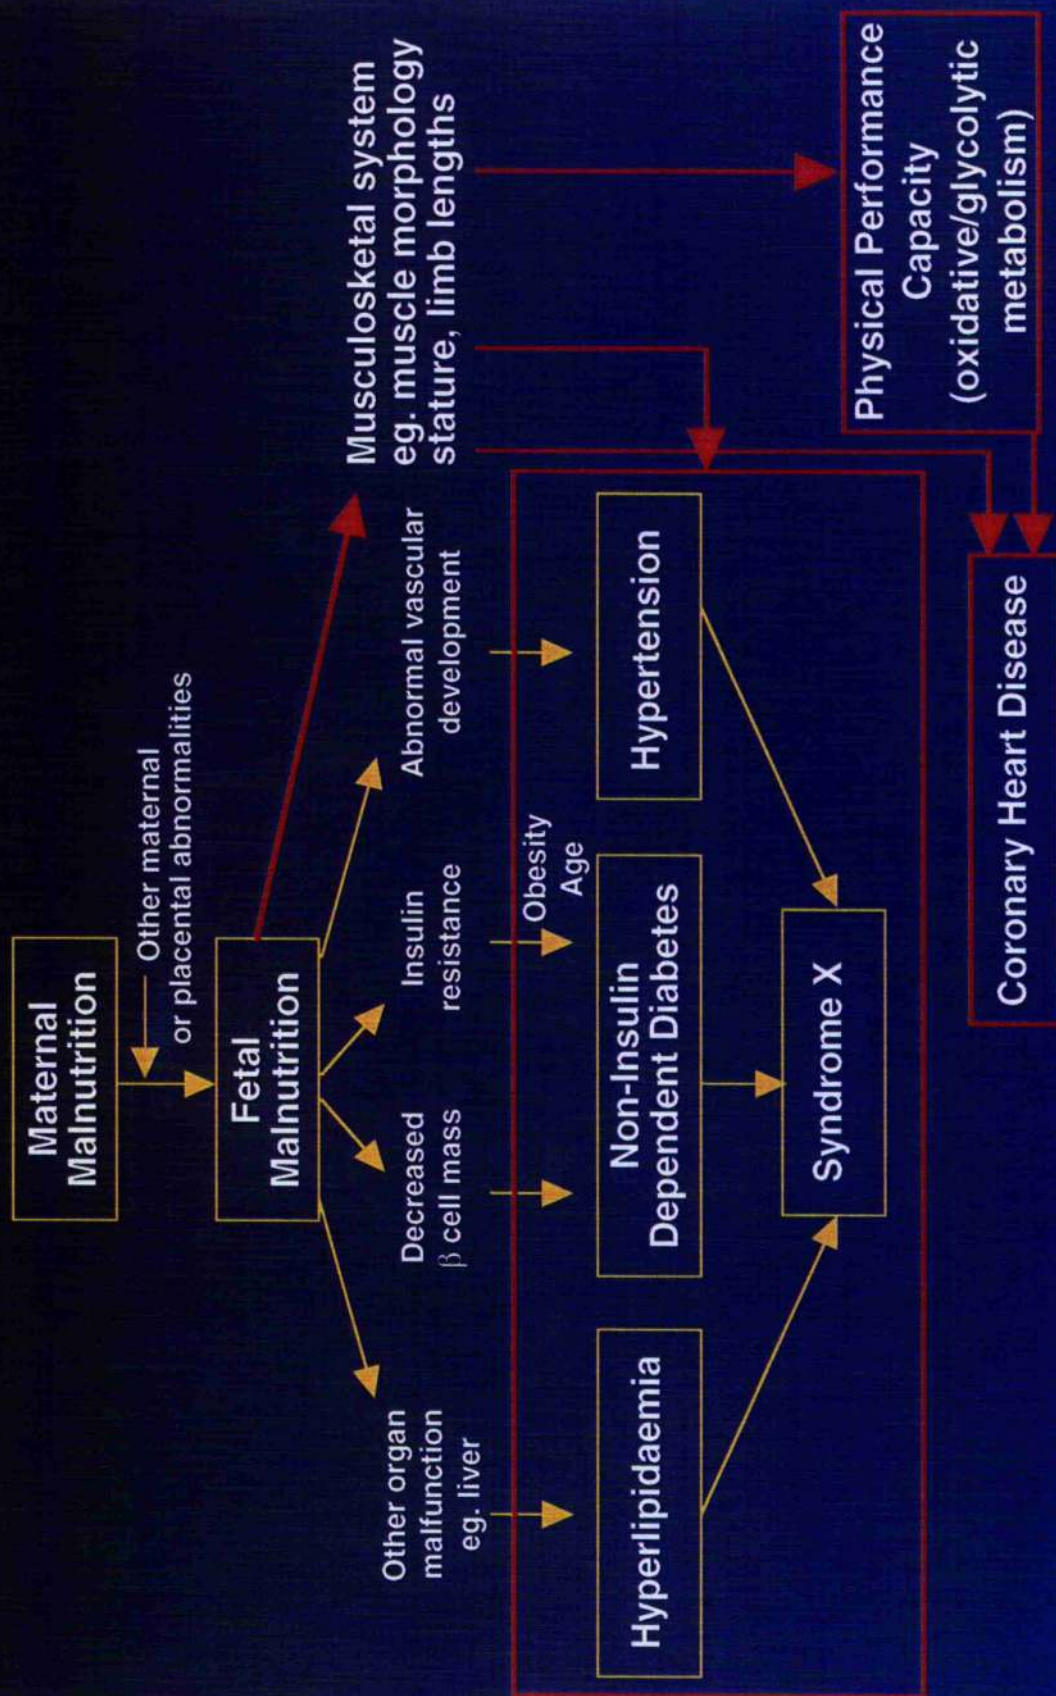 Maternal
Malnutrition
Other maternal
or placental abnormalities
Fetal
Malnutrition
Other organ
malfunction
eg. liver
Decreased
β cell mass
Insulin
resistance
Abnormal vascular
development
Musculosketal system
eg. muscle morphology
stature, limb lengths
Obesity
Age
Hyperlipidaemia
Non-Insulin
Dependent Diabetes
Hypertension
Syndrome X
Physical Performance
Capacity
(oxidative/glycolytic
metabolism)
Coronary Heart Disease